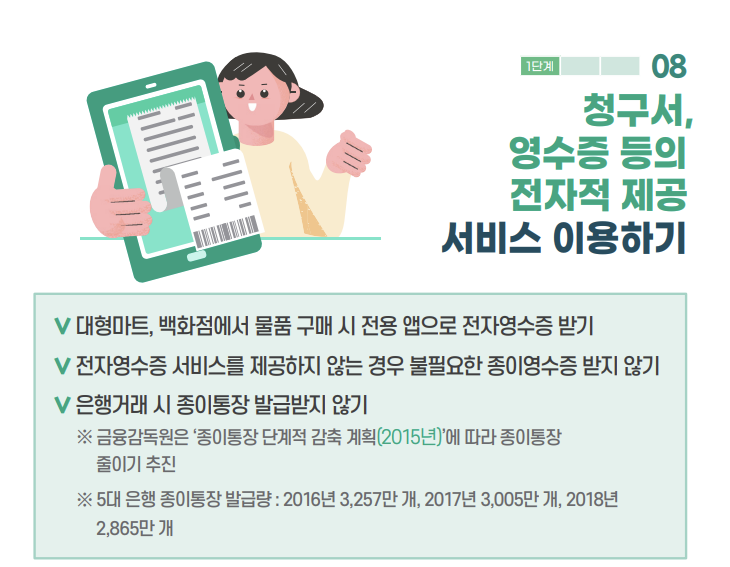 1단계
08
청구서,
영수증 등의
전자적 제공
서비스 이용하기
V 대형마트, 백화점에서 물품 구매 시 전용 앱으로 전자영수증 받기
V 전자영수증 서비스를 제공하지 않는 경우 불필요한 종이영수증 받지 않기
V 은행거래 시 종이통장 발급받지 않기
※ 금융감독원은 ‘종이통장 단계적 감축 계획(2015년)’에 따라 종이통장
줄이기 추진
※ 5대 은행 종이통장 발급량 : 2016년 3,257만 개, 2017년 3,005만 개, 2018년
2,865만 개